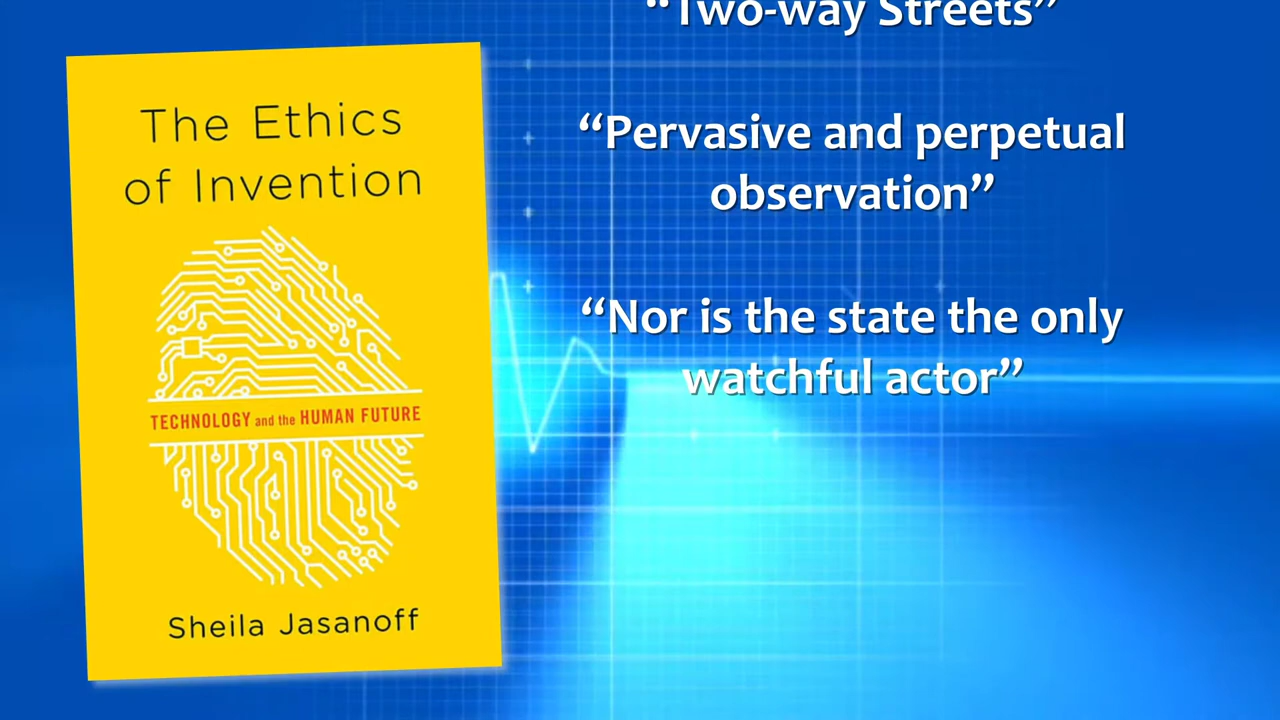 The Ethics
of Invention
TECHNOLOGY and the HUMAN FUTURE
Sheila Jasanoff
“Two-way Streets”
“Pervasive and perpetual
observation”
“Nor is the state the only
watchful actor”